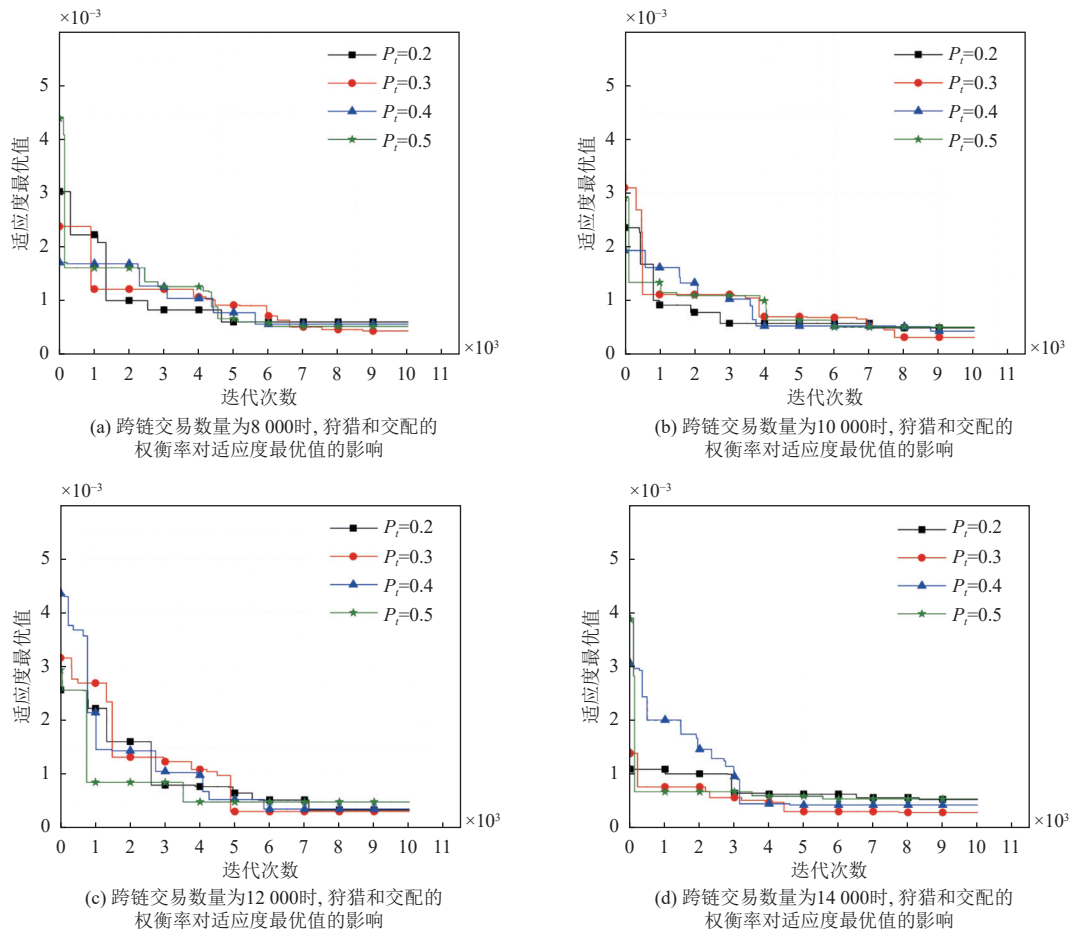 ×10⁻³
P_t=0.2
P_t=0.3
P_t=0.4
P_t=0.5
5
4
3
2
1
0
适应度最优值
0 1 2 3 4 5 6 7 8 9 10 11
×10³
迭代次数
(a) 跨链交易数量为8 000时, 狩猎和交配的
权衡率对适应度最优值的影响
×10⁻³
P_t=0.2
P_t=0.3
P_t=0.4
P_t=0.5
5
4
3
2
1
0
适应度最优值
0 1 2 3 4 5 6 7 8 9 10 11
×10³
迭代次数
(b) 跨链交易数量为10 000时, 狩猎和交配的
权衡率对适应度最优值的影响
×10⁻³
P_t=0.2
P_t=0.3
P_t=0.4
P_t=0.5
5
4
3
2
1
0
适应度最优值
0 1 2 3 4 5 6 7 8 9 10 11
×10³
迭代次数
(c) 跨链交易数量为12 000时, 狩猎和交配的
权衡率对适应度最优值的影响
×10⁻³
P_t=0.2
P_t=0.3
P_t=0.4
P_t=0.5
5
4
3
2
1
0
适应度最优值
0 1 2 3 4 5 6 7 8 9 10 11
×10³
迭代次数
(d) 跨链交易数量为14 000时, 狩猎和交配的
权衡率对适应度最优值的影响